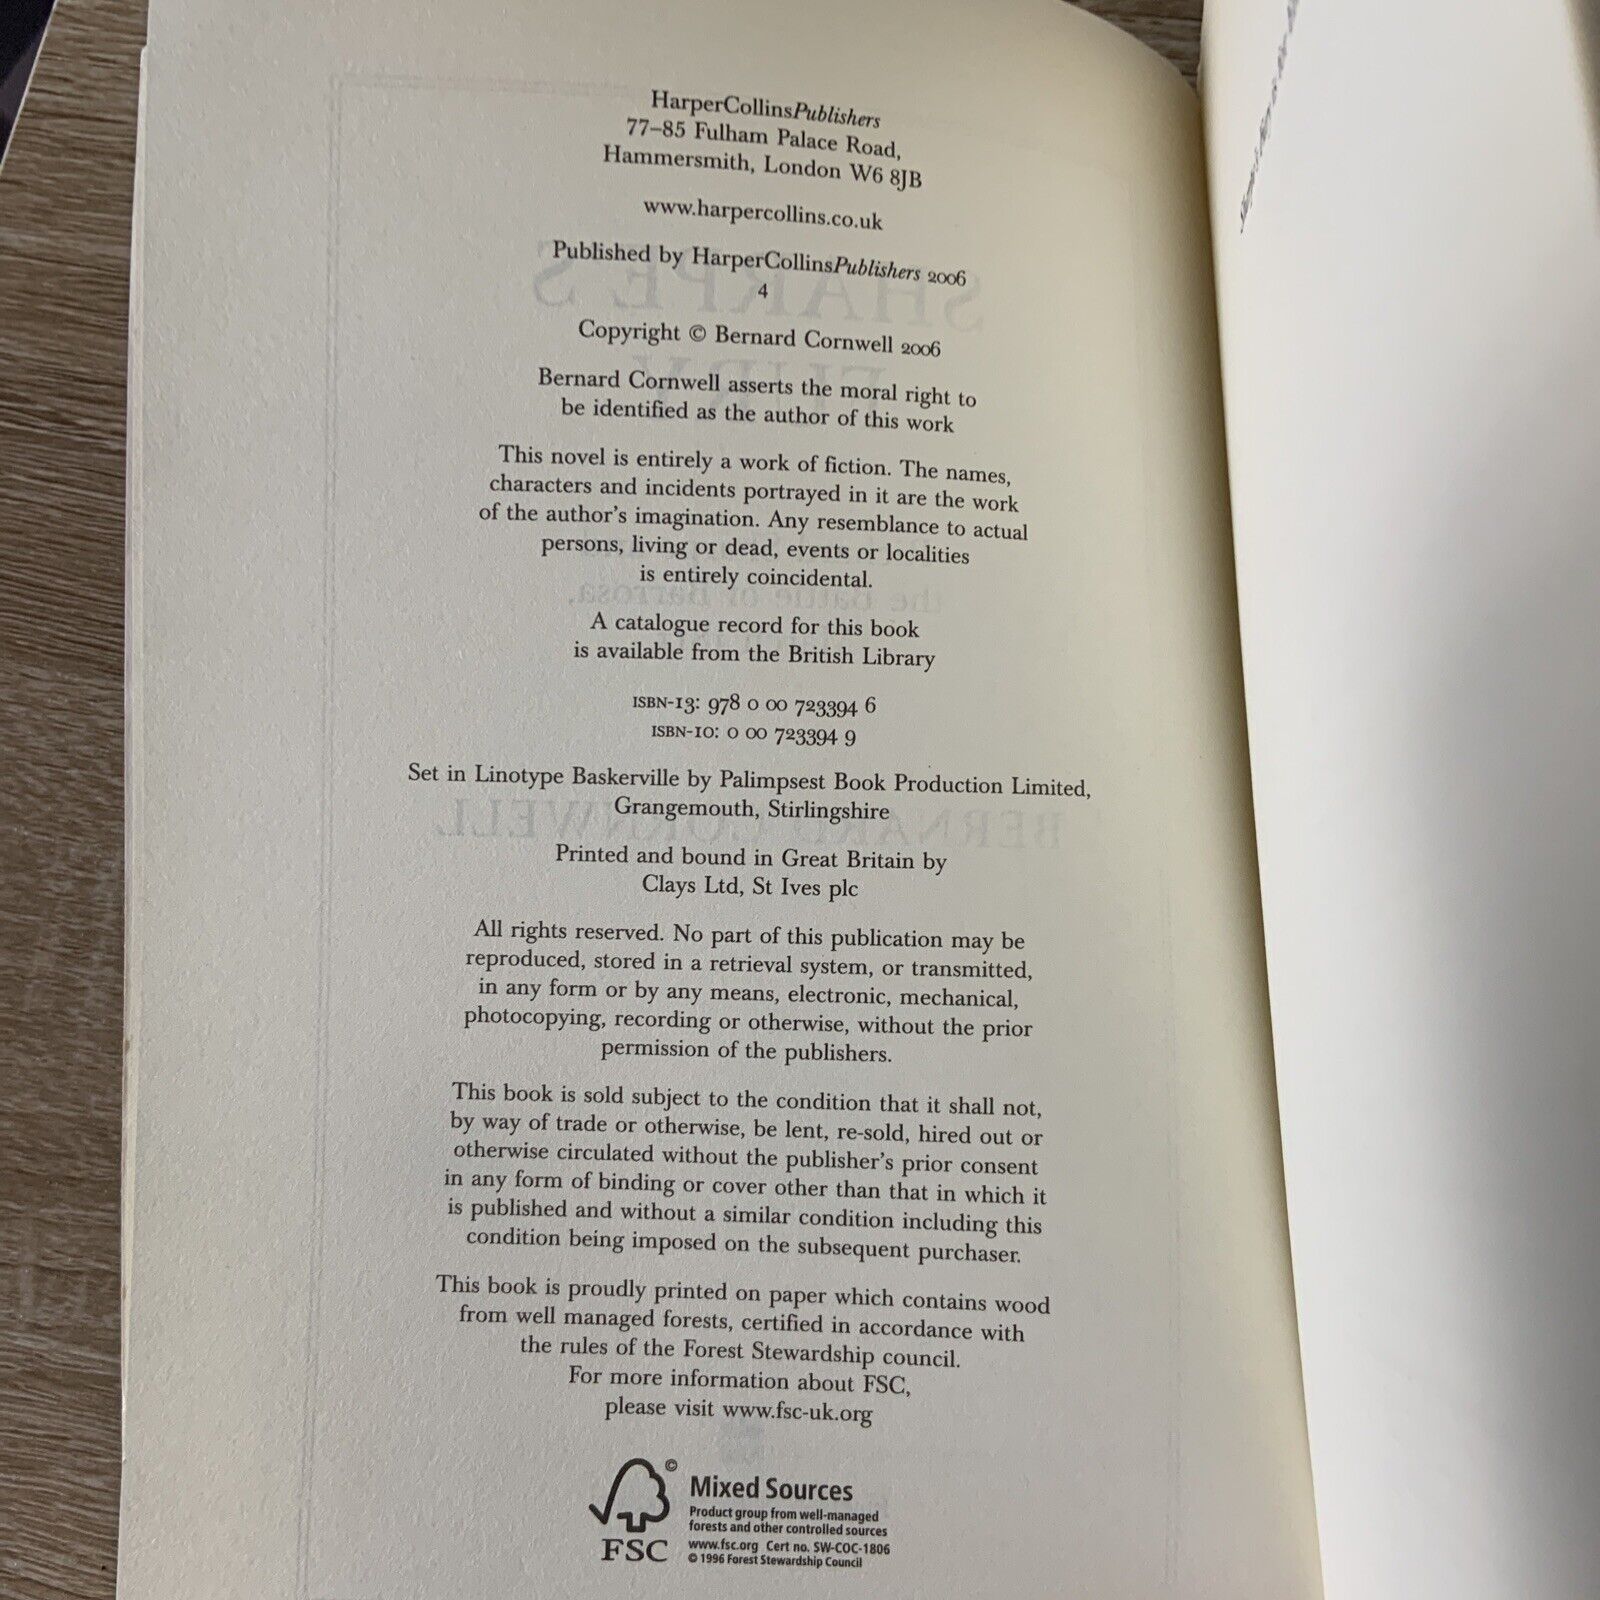 HarperCollinsPublishers
77–85 Fulham Palace Road,
Hammersmith, London W6 8JB
www.harpercollins.co.uk
Published by HarperCollinsPublishers 2006
4
Copyright © Bernard Cornwell 2006
Bernard Cornwell asserts the moral right to
be identified as the author of this work
This novel is entirely a work of fiction. The names,
characters and incidents portrayed in it are the work
of the author's imagination. Any resemblance to actual
persons, living or dead, events or localities
is entirely coincidental.
A catalogue record for this book
is available from the British Library
ISBN-13: 978 0 00 723394 6
ISBN-10: 0 00 723394 9
Set in Linotype Baskerville by Palimpsest Book Production Limited,
Grangemouth, Stirlingshire
Printed and bound in Great Britain by
Clays Ltd, St Ives plc
All rights reserved. No part of this publication may be
reproduced, stored in a retrieval system, or transmitted,
in any form or by any means, electronic, mechanical,
photocopying, recording or otherwise, without the prior
permission of the publishers.
This book is sold subject to the condition that it shall not,
by way of trade or otherwise, be lent, re-sold, hired out or
otherwise circulated without the publisher's prior consent
in any form of binding or cover other than that in which it
is published and without a similar condition including this
condition being imposed on the subsequent purchaser.
This book is proudly printed on paper which contains wood
from well managed forests, certified in accordance with
the rules of the Forest Stewardship council.
For more information about FSC,
please visit www.fsc-uk.org
©
FSC
Mixed Sources
Product group from well-managed
forests and other controlled sources
www.fsc.org Cert no. SW-COC-1806
© 1996 Forest Stewardship Council